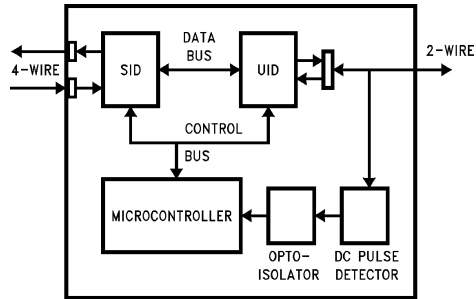 DATA
BUS
2-WIRE
4-WIRE
SID
UID
CONTROL
BUS
MICROCONTROLLER
OPTO-
ISOLATOR
DC PULSE
DETECTOR